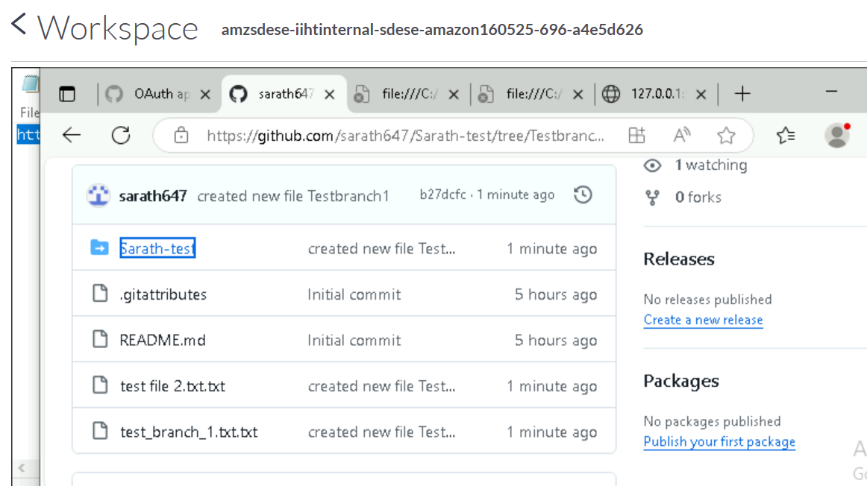 Workspace amzsdese-iihtinternal-sdese-amazon160525-696-a4e5d626
File
htt
OAuth ap
sarath647
file:///C:/
file:///C:/
127.0.0.1:
https://github.com/sarath647/Sarath-test/tree/Testbranc...
1 watching
0 forks
sarath647 created new file Testbranch1 b27dcfc · 1 minute ago
Sarath-test created new file Test... 1 minute ago
.gitattributes Initial commit 5 hours ago
README.md Initial commit 5 hours ago
test file 2.txt.txt created new file Test... 1 minute ago
test_branch_1.txt.txt created new file Test... 1 minute ago
Releases
No releases published
Create a new release
Packages
No packages published
Publish your first package
A
Go